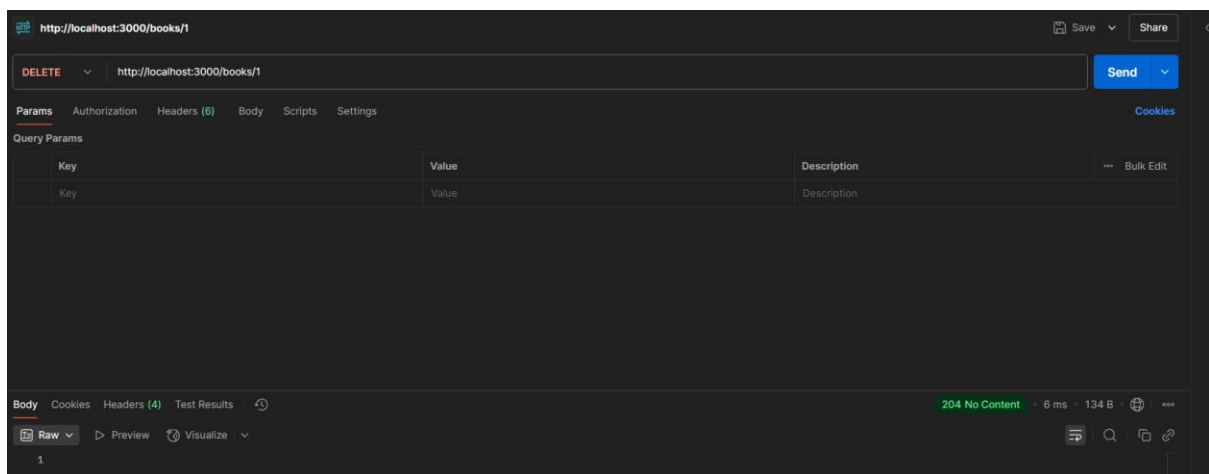 HTTP http://localhost:3000/books/1 Save Share
DELETE http://localhost:3000/books/1 Send
Params Authorization Headers (6) Body Scripts Settings Cookies
Query Params
Key Value Description ••• Bulk Edit
Key Value Description
Body Cookies Headers (4) Test Results 204 No Content • 6 ms • 134 B •••
Raw Preview Visualize
1